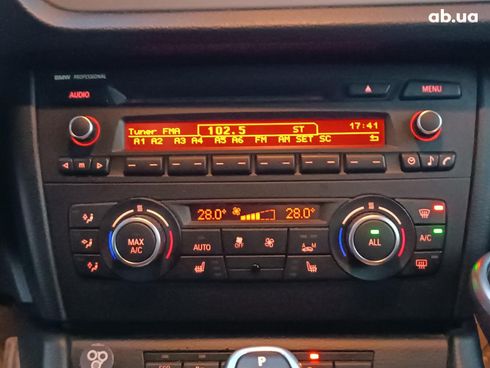 ab.ua
BMW PROFESSIONAL
AUDIO
MENU
Tuner FMA 102.5 ST 17:41
A1 A2 A3 A4 A5 A6 FM AM SET SC
m
28.0° 28.0°
MAX A/C
AUTO
OFF
ALL
A/C
P